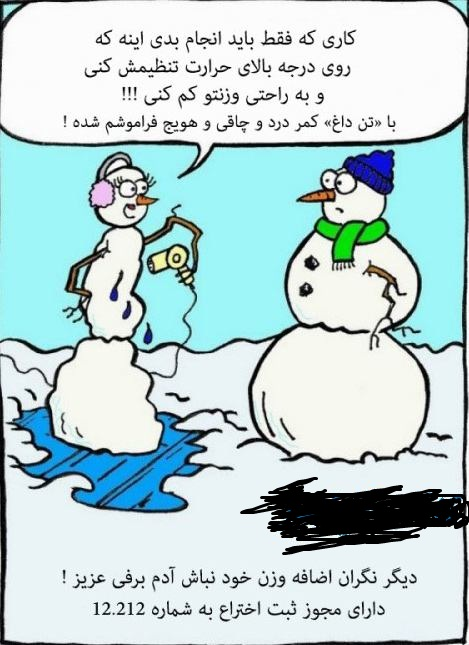 کاری که فقط باید انجام بدی اینه که
روی درجه بالای حرارت تنظیمش کنی
و به راحتی وزنتو کم کنی !!!
با «تن داغ» کمر درد و چاقی و هویج فراموشم شده !
دیگر نگران اضافه وزن خود نباش آدم برفی عزیز !
دارای مجوز ثبت اختراع به شماره 12.212